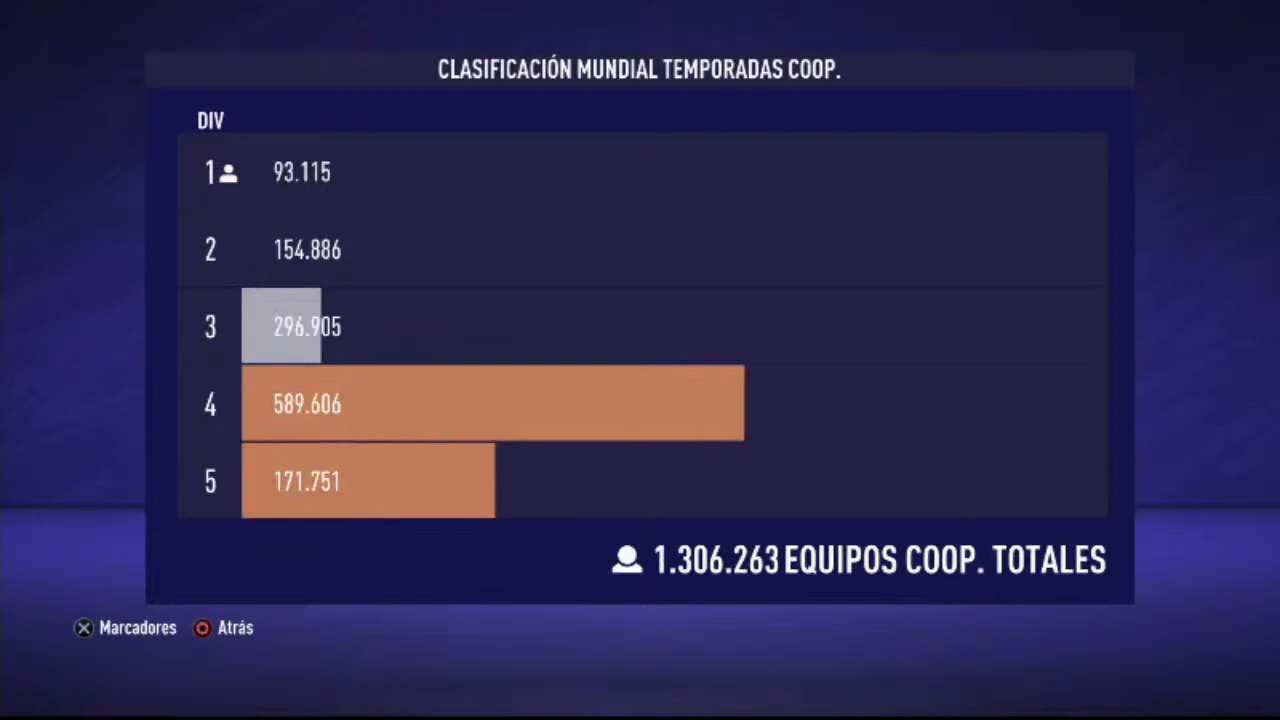 CLASIFICACIÓN MUNDIAL TEMPORADAS COOP.
DIV
1 93.115
2 154.886
3 296.905
4 589.606
5 171.751
1.306.263 EQUIPOS COOP. TOTALES
Marcadores Atrás